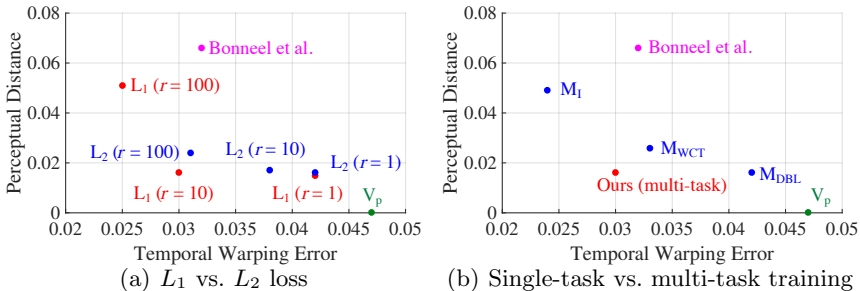 Perceptual Distance
0.08
0.06
0.04
0.02
0
0.02
0.025
0.03
0.035
0.04
0.045
0.05
Temporal Warping Error
Bonneel et al.
L1 (r = 100)
L2 (r = 100)
L2 (r = 10)
L2 (r = 1)
L1 (r = 10)
L1 (r = 1)
Vp
(a) L1 vs. L2 loss
Perceptual Distance
0.08
0.06
0.04
0.02
0
0.02
0.025
0.03
0.035
0.04
0.045
0.05
Temporal Warping Error
Bonneel et al.
MI
MWCT
MDBL
Ours (multi-task)
Vp
(b) Single-task vs. multi-task training